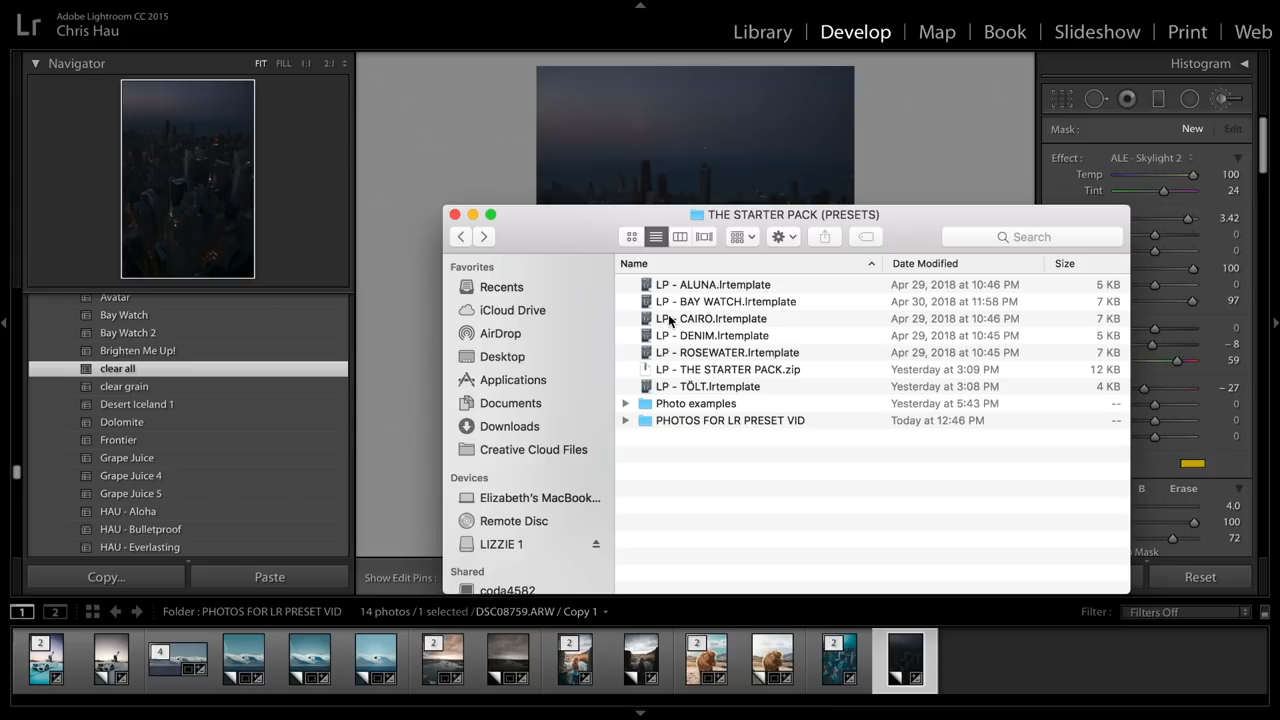 Lr
Adobe Lightroom CC 2015
Chris Hau
Library | Develop | Map | Book | Slideshow | Print | Web
Navigator
FIT FILL 1:1 2:1
Avatar
Bay Watch
Bay Watch 2
Brighten Me Up!
clear all
clear grain
Desert Iceland 1
Dolomite
Frontier
Grape Juice
Grape Juice 4
Grape Juice 5
HAU - Aloha
HAU - Bulletproof
HAU - Everlasting
Copy... Paste
Show Edit Pins :
THE STARTER PACK (PRESETS)
Search
Favorites
Recents
iCloud Drive
AirDrop
Desktop
Applications
Documents
Downloads
Creative Cloud Files
Devices
Elizabeth's MacBook...
Remote Disc
LIZZIE 1
Shared
coda4582
Name Date Modified Size
LP - ALUNA.lrtemplate Apr 29, 2018 at 10:46 PM 5 KB
LP - BAY WATCH.lrtemplate Apr 30, 2018 at 11:58 PM 7 KB
LP - CAIRO.lrtemplate Apr 29, 2018 at 10:46 PM 7 KB
LP - DENIM.lrtemplate Apr 29, 2018 at 10:45 PM 5 KB
LP - ROSEWATER.lrtemplate Apr 29, 2018 at 10:45 PM 7 KB
LP - THE STARTER PACK.zip Yesterday at 3:09 PM 12 KB
LP - TÖLT.lrtemplate Yesterday at 3:08 PM 4 KB
Photo examples Yesterday at 5:43 PM --
PHOTOS FOR LR PRESET VID Today at 12:46 PM --
Histogram
Mask : New Edit
Effect : ALE - Skylight 2
Temp 100
Tint 24
3.42
0
0
100
97
0
- 8
59
- 27
0
0
0
B Erase
4.0
100
72
Mask
Reset
1 2 Folder : PHOTOS FOR LR PRESET VID 14 photos / 1 selected / DSC08759.ARW / Copy 1 Filter : Filters Off
2 4 2 2 2 2